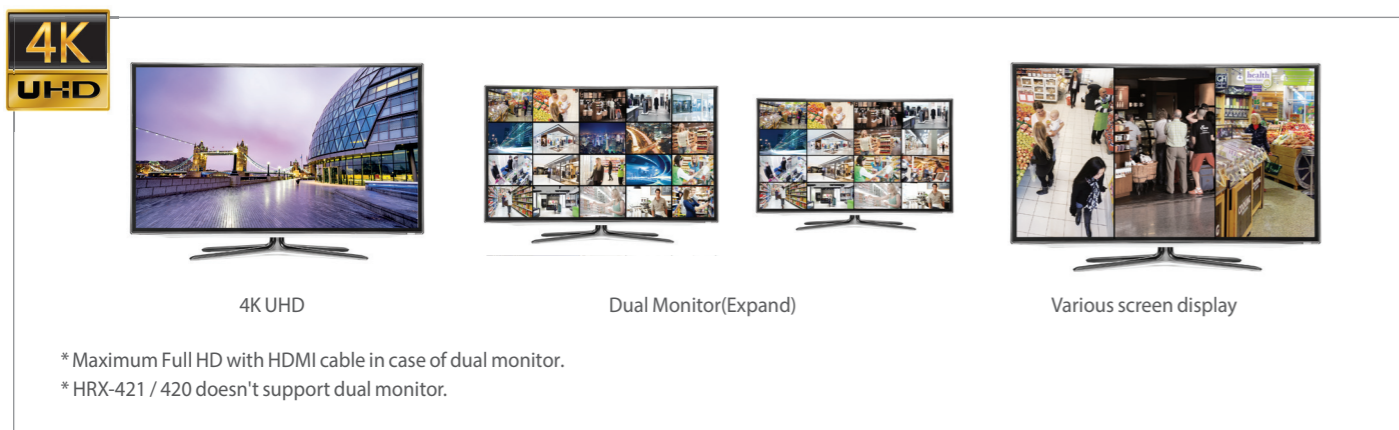 4K
UHD
health
4K UHD
Dual Monitor(Expand)
Various screen display
* Maximum Full HD with HDMI cable in case of dual monitor.
* HRX-421 / 420 doesn't support dual monitor.